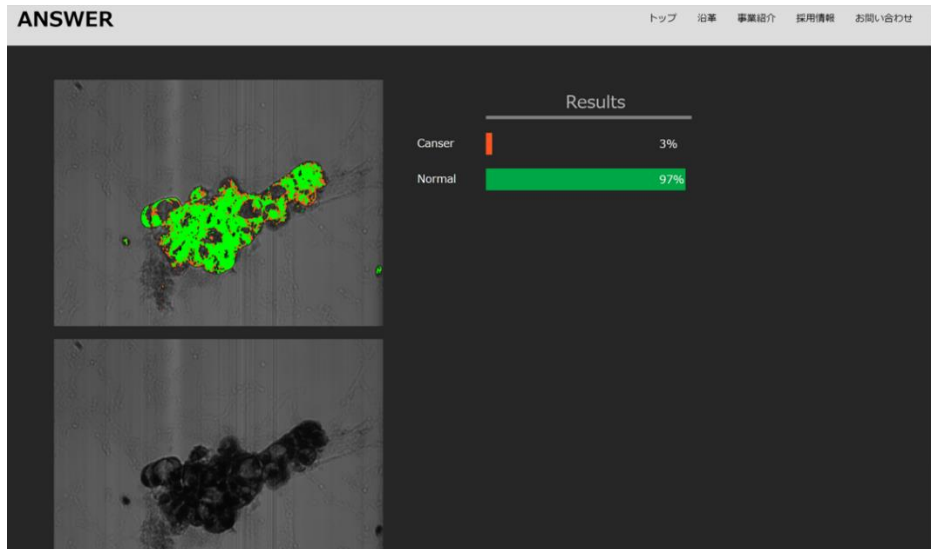 ANSWER
トップ 沿革 事業紹介 採用情報 お問い合わせ
Results
Canser 3%
Normal 97%